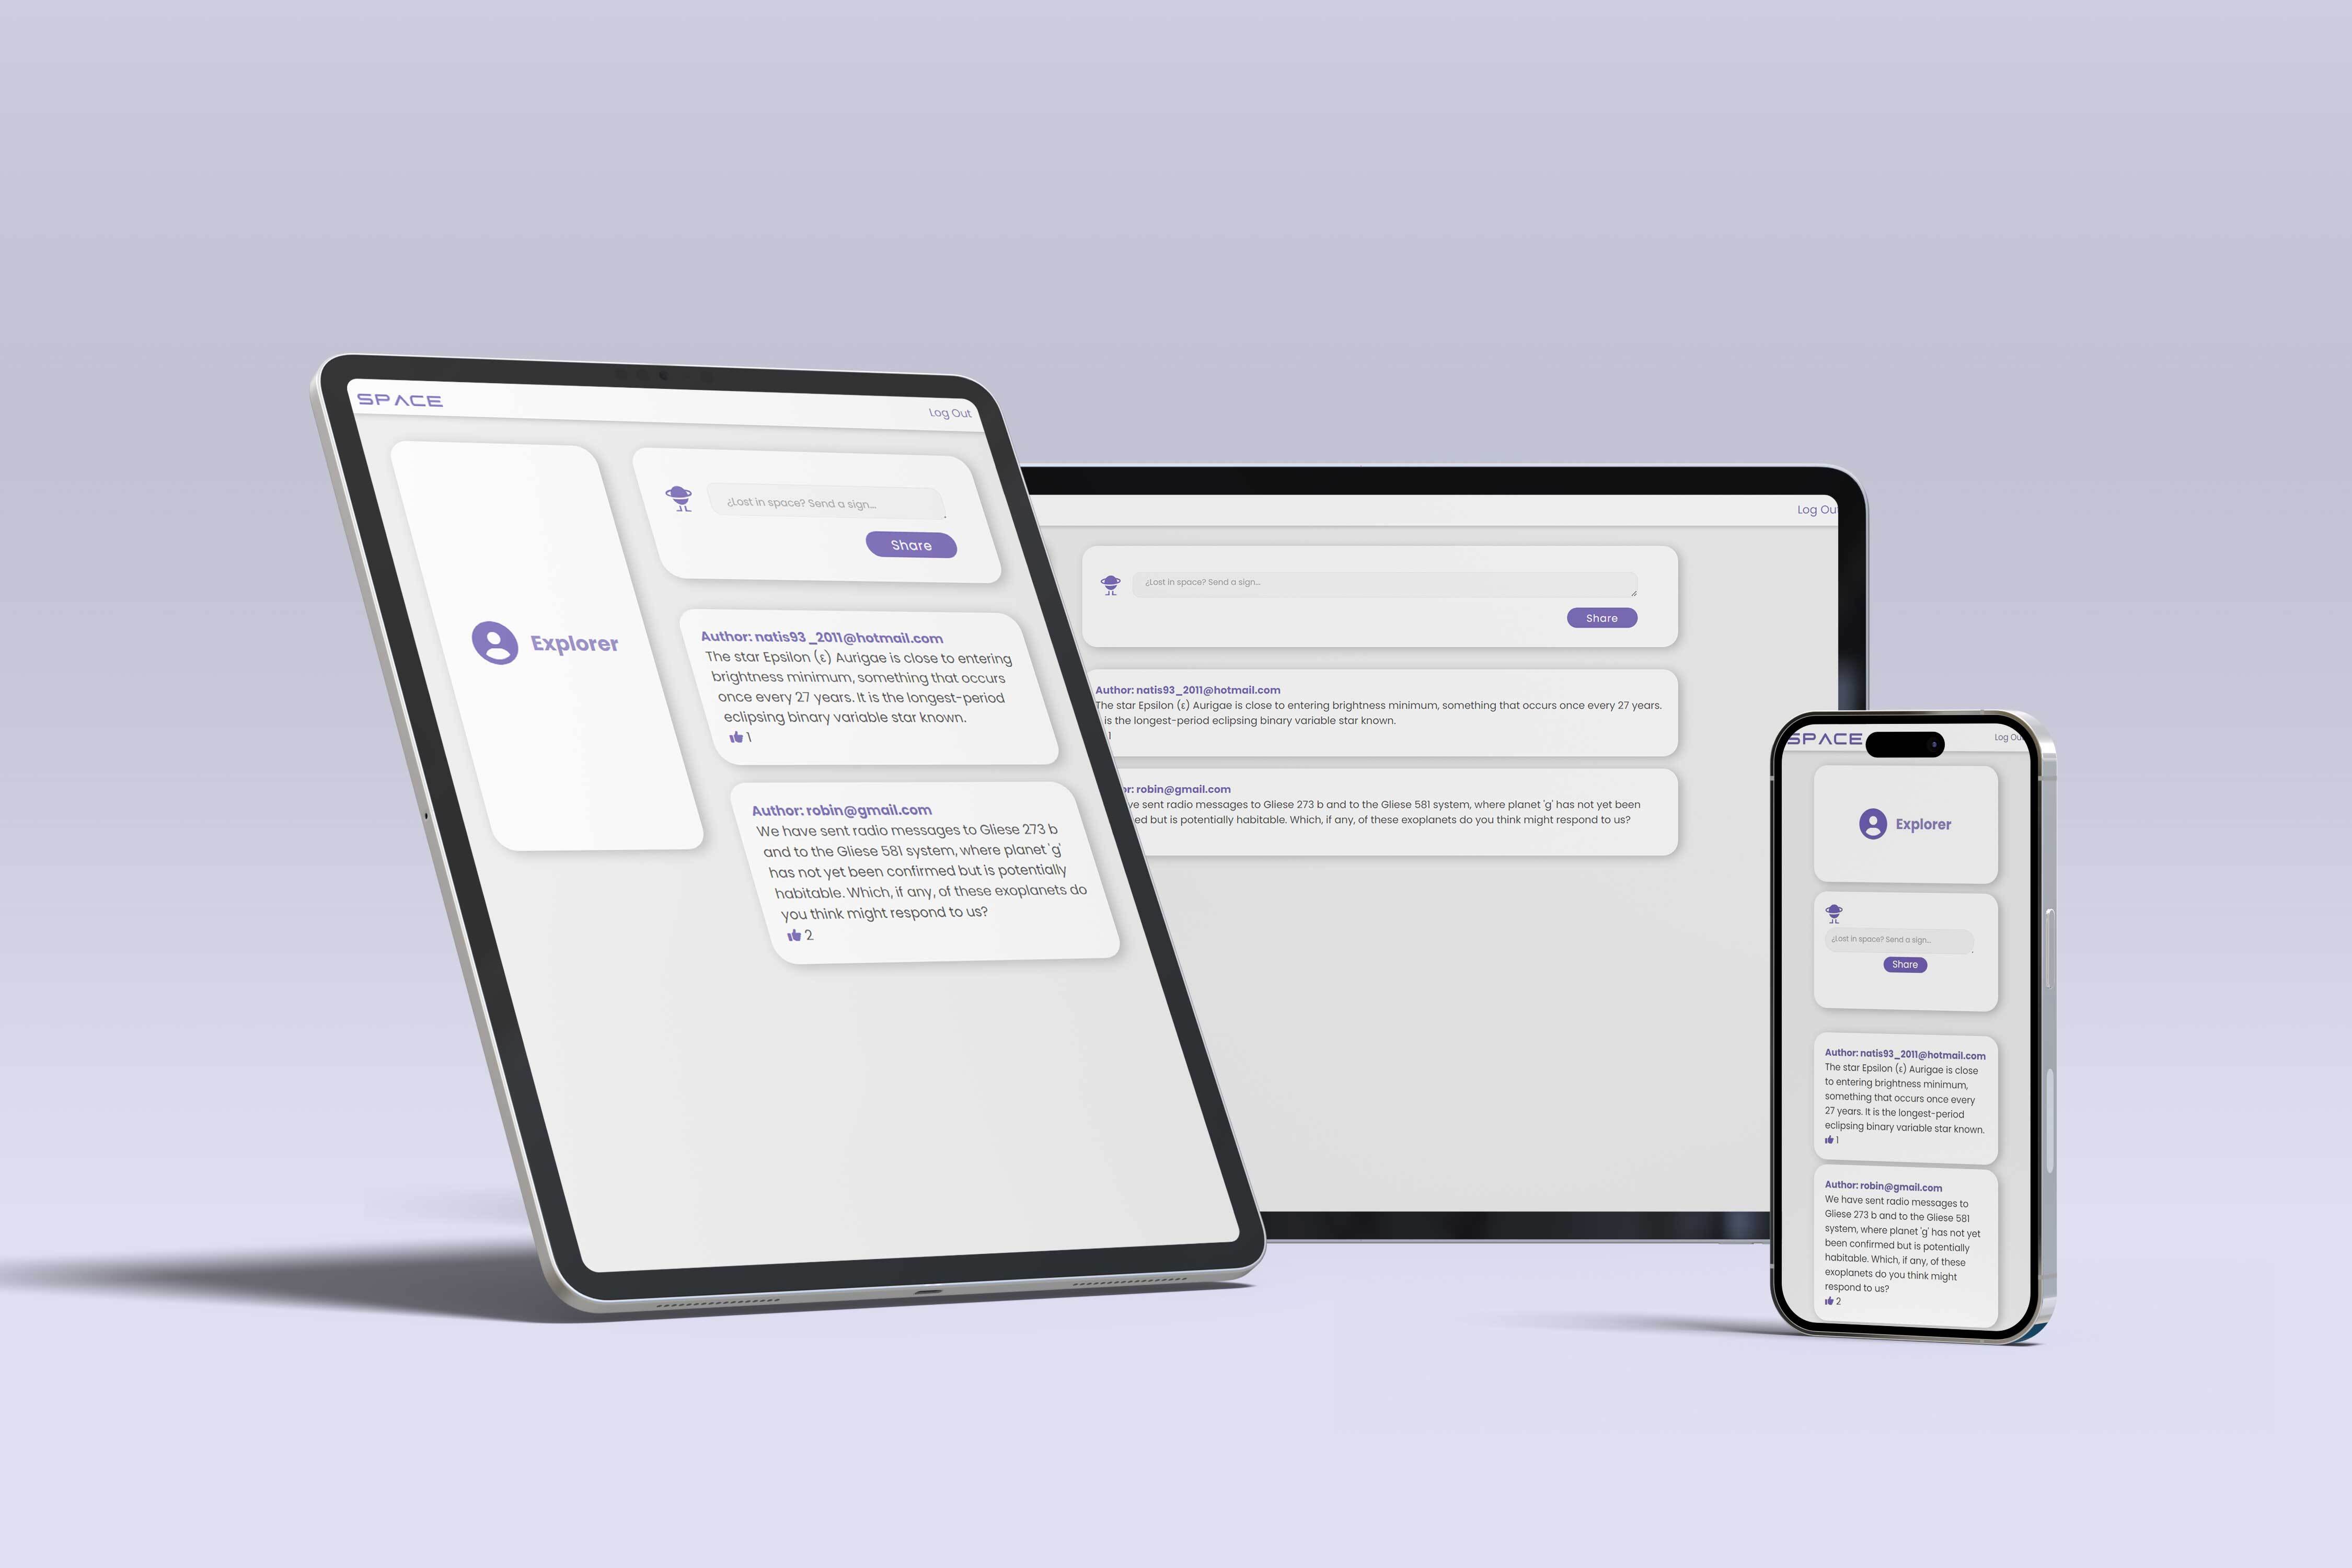 SPACE
Log Out
Explorer
¿Lost in space? Send a sign...
Share
Author: natis93_2011@hotmail.com
The star Epsilon (ε) Aurigae is close to entering
brightness minimum, something that occurs
once every 27 years. It is the longest-period
eclipsing binary variable star known.
1
Author: robin@gmail.com
We have sent radio messages to Gliese 273 b
and to the Gliese 581 system, where planet 'g'
has not yet been confirmed but is potentially
habitable. Which, if any, of these exoplanets do
you think might respond to us?
2
Log Ou
¿Lost in space? Send a sign...
Share
Author: natis93_2011@hotmail.com
The star Epsilon (ε) Aurigae is close to entering brightness minimum, something that occurs once every 27 years.
is the longest-period eclipsing binary variable star known.
1
or: robin@gmail.com
ve sent radio messages to Gliese 273 b and to the Gliese 581 system, where planet 'g' has not yet been
ed but is potentially habitable. Which, if any, of these exoplanets do you think might respond to us?
SPACE
Log Ou
Explorer
¿Lost in space? Send a sign...
Share
Author: natis93_2011@hotmail.com
The star Epsilon (ε) Aurigae is close
to entering brightness minimum,
something that occurs once every
27 years. It is the longest-period
eclipsing binary variable star known.
1
Author: robin@gmail.com
We have sent radio messages to
Gliese 273 b and to the Gliese 581
system, where planet 'g' has not yet
been confirmed but is potentially
habitable. Which, if any, of these
exoplanets do you think might
respond to us?
2